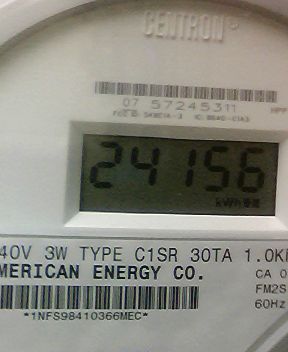 CENTRON®
07 57245311
24156
kWh
40V 3W TYPE C1SR 30TA 1.0K
MERICAN ENERGY CO.
CA 0
FM2S
60Hz
*1NFS98410366MEC*